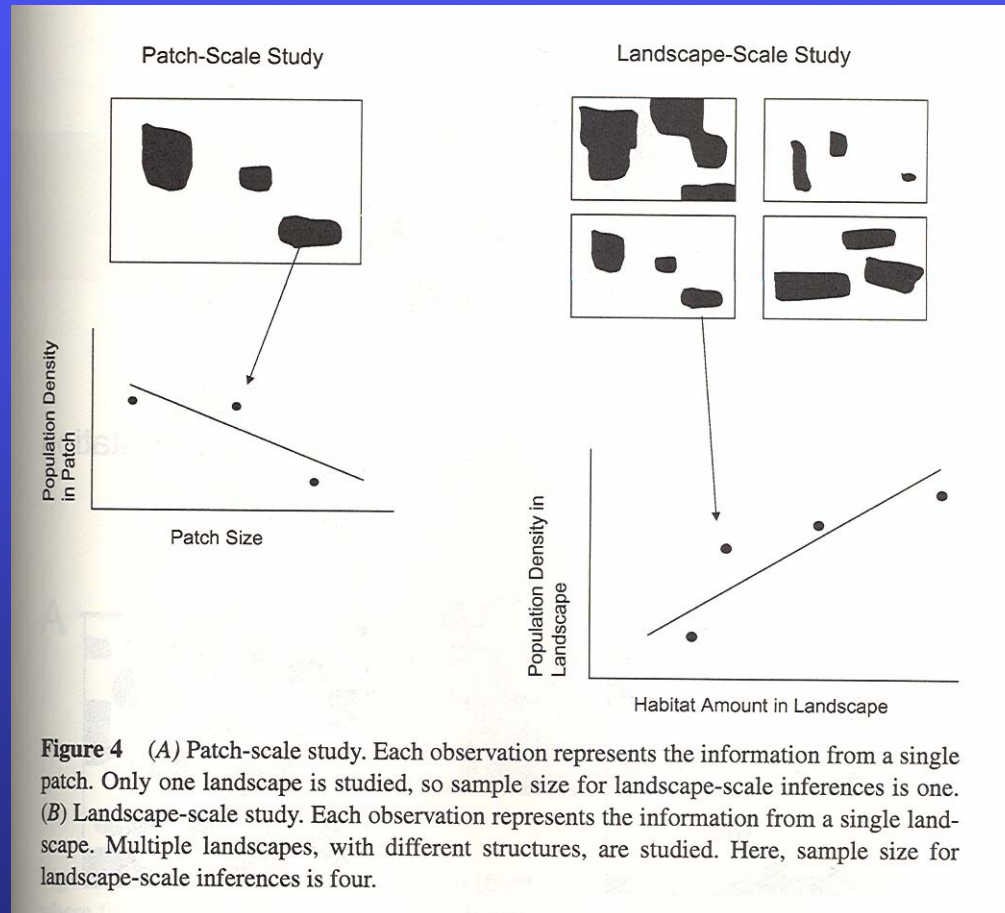 Patch-Scale Study
Population Density
in Patch
Patch Size
Landscape-Scale Study
Population Density in
Landscape
Habitat Amount in Landscape
Figure 4 (A) Patch-scale study. Each observation represents the information from a single
patch. Only one landscape is studied, so sample size for landscape-scale inferences is one.
(B) Landscape-scale study. Each observation represents the information from a single land-
scape. Multiple landscapes, with different structures, are studied. Here, sample size for
landscape-scale inferences is four.